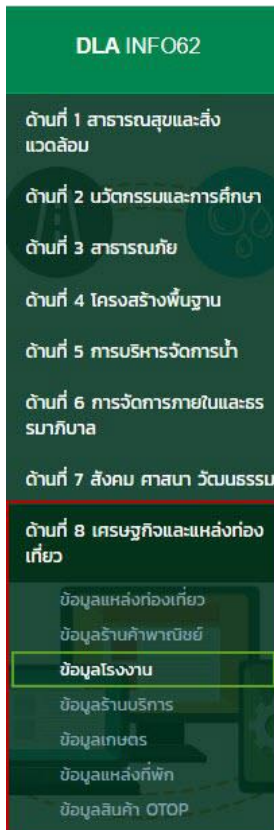 DLA INFO62
ด้านที่ 1 สาธารณสุขและสิ่ง
แวดล้อม
ด้านที่ 2 นวัตกรรมและการศึกษา
ด้านที่ 3 สาธารณภัย
ด้านที่ 4 โครงสร้างพื้นฐาน
ด้านที่ 5 การบริหารจัดการน้ำ
ด้านที่ 6 การจัดการภายในและธร
รมาภิบาล
ด้านที่ 7 สังคม ศาสนา วัฒนธรรม
ด้านที่ 8 เศรษฐกิจและแหล่งท่อง
เที่ยว
ข้อมูลแหล่งท่องเที่ยว
ข้อมูลร้านค้าพาณิชย์
ข้อมูลโรงงาน
ข้อมูลร้านบริการ
ข้อมูลเกษตร
ข้อมูลแหล่งที่พัก
ข้อมูลสินค้า OTOP